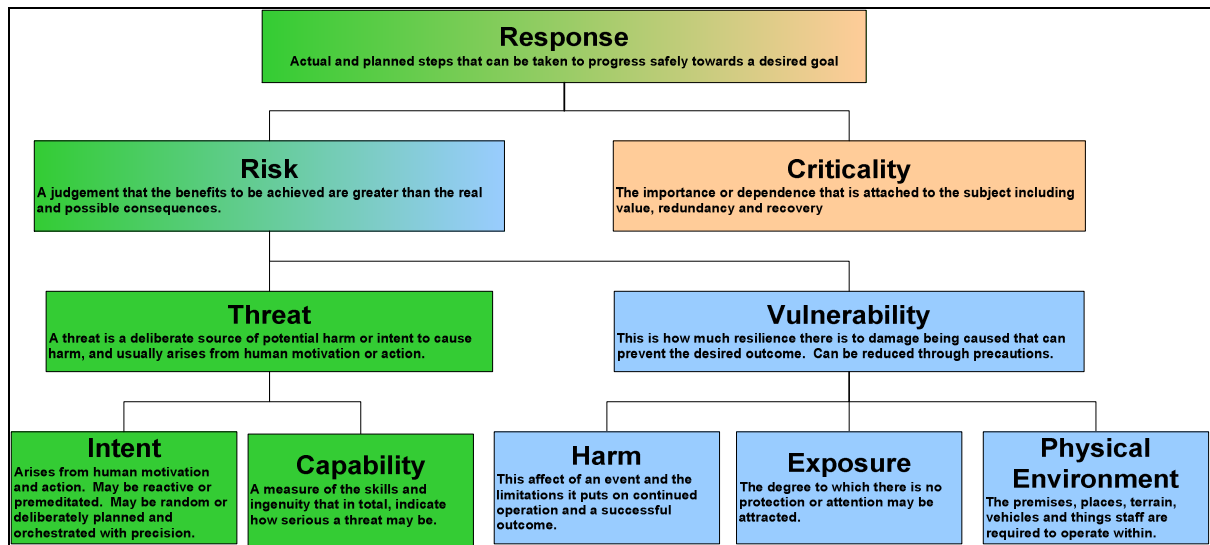 Response
Actual and planned steps that can be taken to progress safely towards a desired goal
Risk
A judgement that the benefits to be achieved are greater than the real
and possible consequences.
Criticality
The importance or dependence that is attached to the subject including
value, redundancy and recovery
Threat
A threat is a deliberate source of potential harm or intent to cause
harm, and usually arises from human motivation or action.
Vulnerability
This is how much resilience there is to damage being caused that can
prevent the desired outcome.  Can be reduced through precautions.
Intent
Arises from human motivation
and action.  May be reactive or
premeditated.  May be random or
deliberately planned and
orchestrated with precision.
Capability
A measure of the skills and
ingenuity that in total, indicate
how serious a threat may be.
Harm
This affect of an event and the
limitations it puts on continued
operation and a successful
outcome.
Exposure
The degree to which there is no
protection or attention may be
attracted.
Physical
Environment
The premises, places, terrain,
vehicles and things staff are
required to operate within.